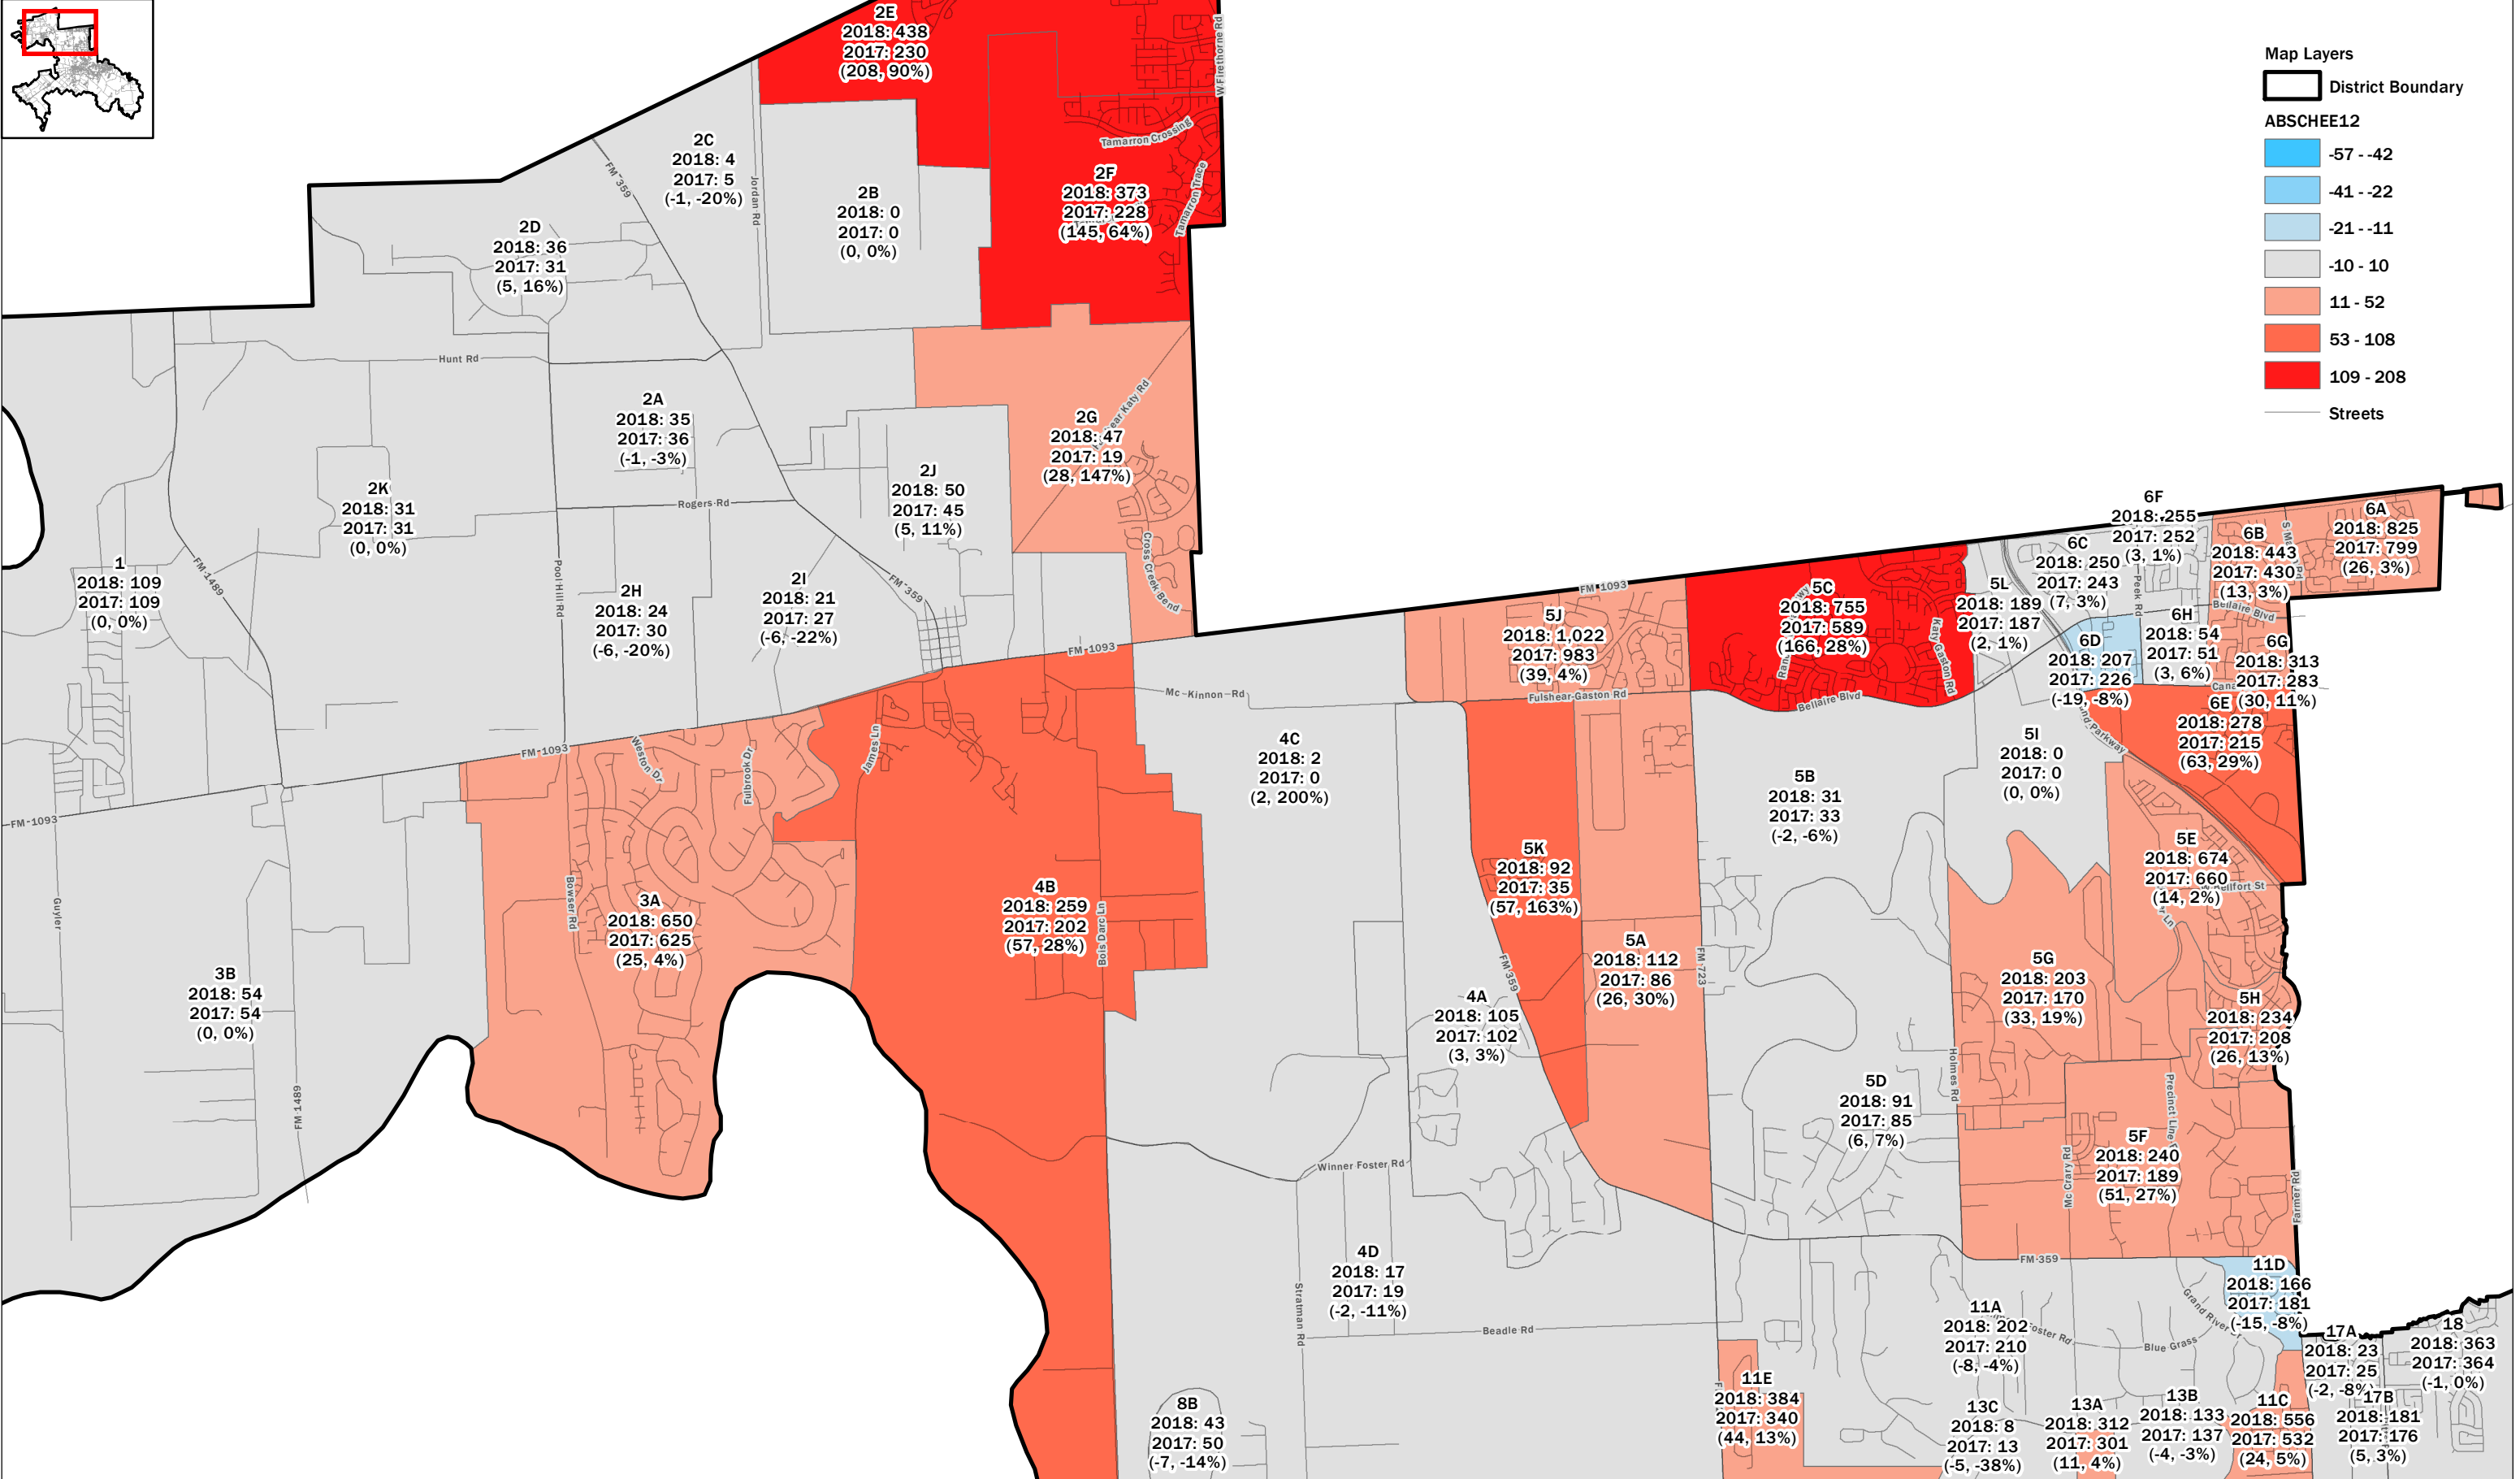 2E
2018: 438
2017: 230
(208, 90%)
W Firethorne Rd
Map Layers
District Boundary
ABSCHEE12
-57 - -42
-41 - -22
-21 - -11
-10 - 10
11 - 52
53 - 108
109 - 208
Streets
2C
2018: 4
2017: 5
(-1, -20%)
FM 359
Jordan Rd
2B
2018: 0
2017: 0
(0, 0%)
Tamarron Crossing
2F
2018: 373
2017: 228
(145, 64%)
Tamarron Trace
2D
2018: 36
2017: 31
(5, 16%)
Hunt Rd
2A
2018: 35
2017: 36
(-1, -3%)
2G
2018: 47
2017: 19
(28, 147%)
Katy Rd
2K
2018: 31
2017: 31
(0, 0%)
Rogers Rd
2J
2018: 50
2017: 45
(5, 11%)
Cross Creek Bend
1
2018: 109
2017: 109
(0, 0%)
FM 1489
Pool Hill Rd
2H
2018: 24
2017: 30
(-6, -20%)
2I
2018: 21
2017: 27
(-6, -22%)
FM 359
FM 1093
6F
2018: 255
2017: 252
(3, 1%)
6A
2018: 825
2017: 799
(26, 3%)
6B
2018: 443
2017: 430
(13, 3%)
6C
2018: 250
2017: 243
(7, 3%)
Peek Rd
Bellaire Blvd
5L
2018: 189
2017: 187
(2, 1%)
6H
2018: 54
2017: 51
(3, 6%)
6D
2018: 207
2017: 226
(-19, -8%)
6G
2018: 313
2017: 283
(30, 11%)
6E
2018: 278
2017: 215
(63, 29%)
FM 1093
5J
2018: 1,022
2017: 983
(39, 4%)
Fulshear-Gaston Rd
5C
2018: 755
2017: 589
(166, 28%)
Katy Gaston Rd
Bellaire Blvd
Mc Kinnon Rd
4C
2018: 2
2017: 0
(2, 200%)
5I
2018: 0
2017: 0
(0, 0%)
Parkway
5B
2018: 31
2017: 33
(-2, -6%)
FM-1093
FM-1093
Weston Dr
Fulbrook Dr
James Ln
Guyler
Bowser Rd
3A
2018: 650
2017: 625
(25, 4%)
4B
2018: 259
2017: 202
(57, 28%)
Bois Darc Ln
5K
2018: 92
2017: 35
(57, 163%)
5E
2018: 674
2017: 660
(14, 2%)
5A
2018: 112
2017: 86
(26, 30%)
FM 359
FM 723
3B
2018: 54
2017: 54
(0, 0%)
FM 1489
4A
2018: 105
2017: 102
(3, 3%)
5G
2018: 203
2017: 170
(33, 19%)
5H
2018: 234
2017: 208
(26, 13%)
Holmes Rd
5D
2018: 91
2017: 85
(6, 7%)
Precinct Line
5F
2018: 240
2017: 189
(51, 27%)
Mc Crary Rd
Farmer Rd
Winner Foster Rd
4D
2018: 17
2017: 19
(-2, -11%)
Stratman Rd
Beadle Rd
FM 359
11D
2018: 166
2017: 181
(-15, -8%)
Grand River Dr
11A
2018: 202
2017: 210
(-8, -4%)
Foster Rd
Blue Grass
17A
2018: 23
2017: 25
(-2, -8%)
18
2018: 363
2017: 364
(-1, 0%)
8B
2018: 43
2017: 50
(-7, -14%)
11E
2018: 384
2017: 340
(44, 13%)
13C
2018: 8
2017: 13
(-5, -38%)
13A
2018: 312
2017: 301
(11, 4%)
13B
2018: 133
2017: 137
(-4, -3%)
11C
2018: 556
2017: 532
(24, 5%)
17B
2018: 181
2017: 176
(5, 3%)